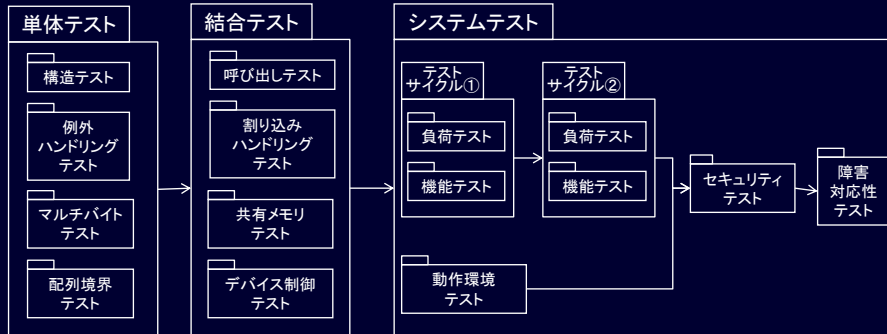 単体テスト
構造テスト
例外
ハンドリング
テスト
マルチバイト
テスト
配列境界
テスト
結合テスト
呼び出しテスト
割り込み
ハンドリング
テスト
共有メモリ
テスト
デバイス制御
テスト
システムテスト
テスト
サイクル①
負荷テスト
機能テスト
テスト
サイクル②
負荷テスト
機能テスト
動作環境
テスト
セキュリティ
テスト
障害
対応性
テスト